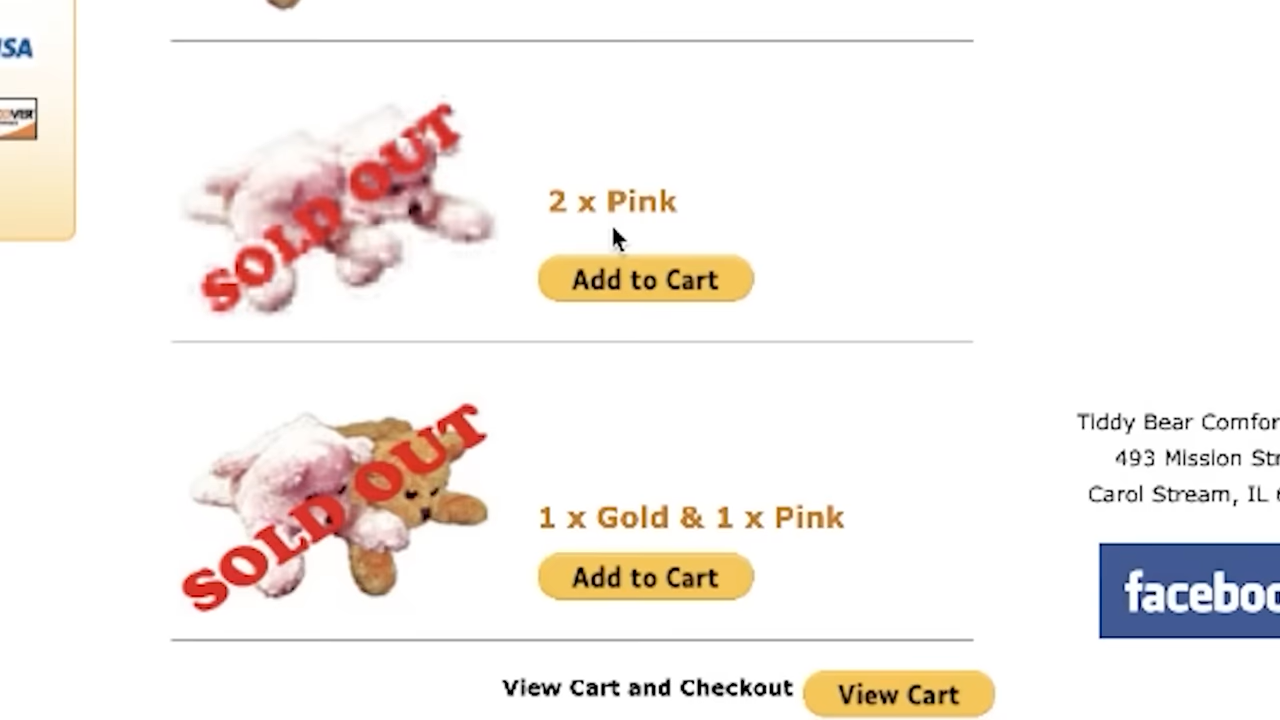 VISA
SOLD OUT
2 x Pink
Add to Cart
SOLD OUT
1 x Gold & 1 x Pink
Add to Cart
Tiddy Bear Comfor
493 Mission Str
Carol Stream, IL
faceboo
View Cart and Checkout
View Cart